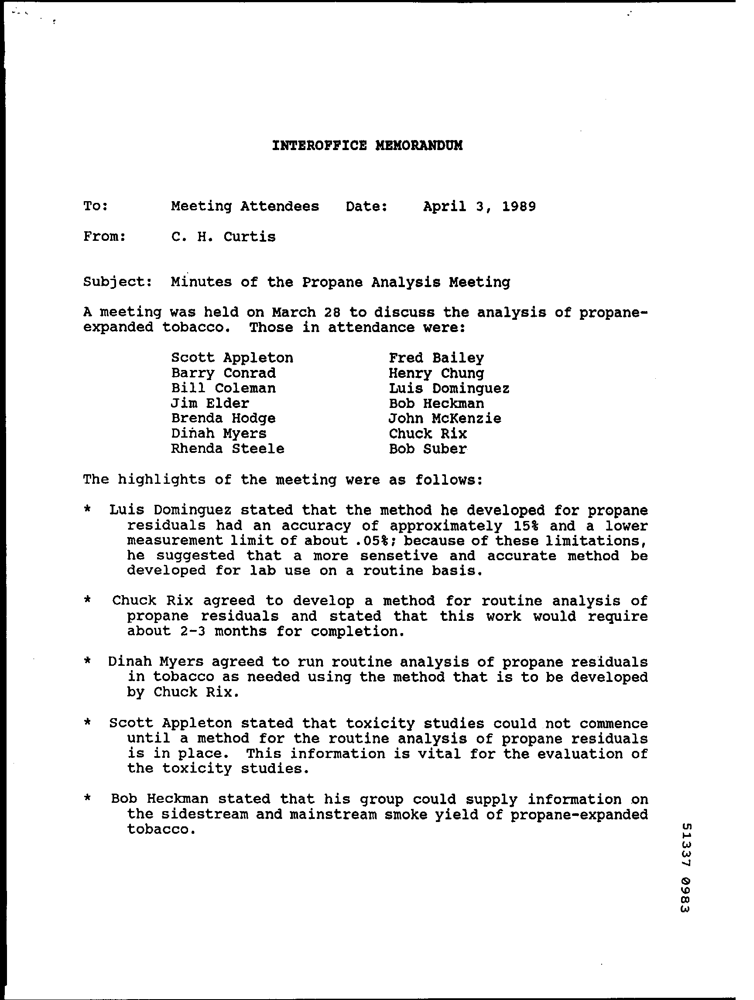 INTEROFFICE MEMORANDUM
To: Meeting Attendees Date: April 3, 1989
From: C. H. Curtis
Subject: Minutes of the Propane Analysis Meeting
A meeting was held on March 28 to discuss the analysis of propane-
expanded tobacco. Those in attendance were:
Scott Appleton Fred Bailey
Barry Conrad Henry Chung
Bill Coleman Luis Dominguez
Jim Elder Bob Heckman
Brenda Hodge John McKenzie
Dinah Myers Chuck Rix
Rhenda Steele Bob Suber
The highlights of the meeting were as follows:
* Luis Dominguez stated that the method he developed for propane
residuals had an accuracy of approximately 15% and a lower
measurement limit of about .05%; because of these limitations,
he suggested that a more sensetive and accurate method be
developed for lab use on a routine basis.
* Chuck Rix agreed to develop a method for routine analysis of
propane residuals and stated that this work would require
about 2-3 months for completion.
* Dinah Myers agreed to run routine analysis of propane residuals
in tobacco as needed using the method that is to be developed
by Chuck Rix.
* Scott Appleton stated that toxicity studies could not commence
until a method for the routine analysis of propane residuals
is in place. This information is vital for the evaluation of
the toxicity studies.
* Bob Heckman stated that his group could supply information on
the sidestream and mainstream smoke yield of propane-expanded
tobacco.
51337 0983